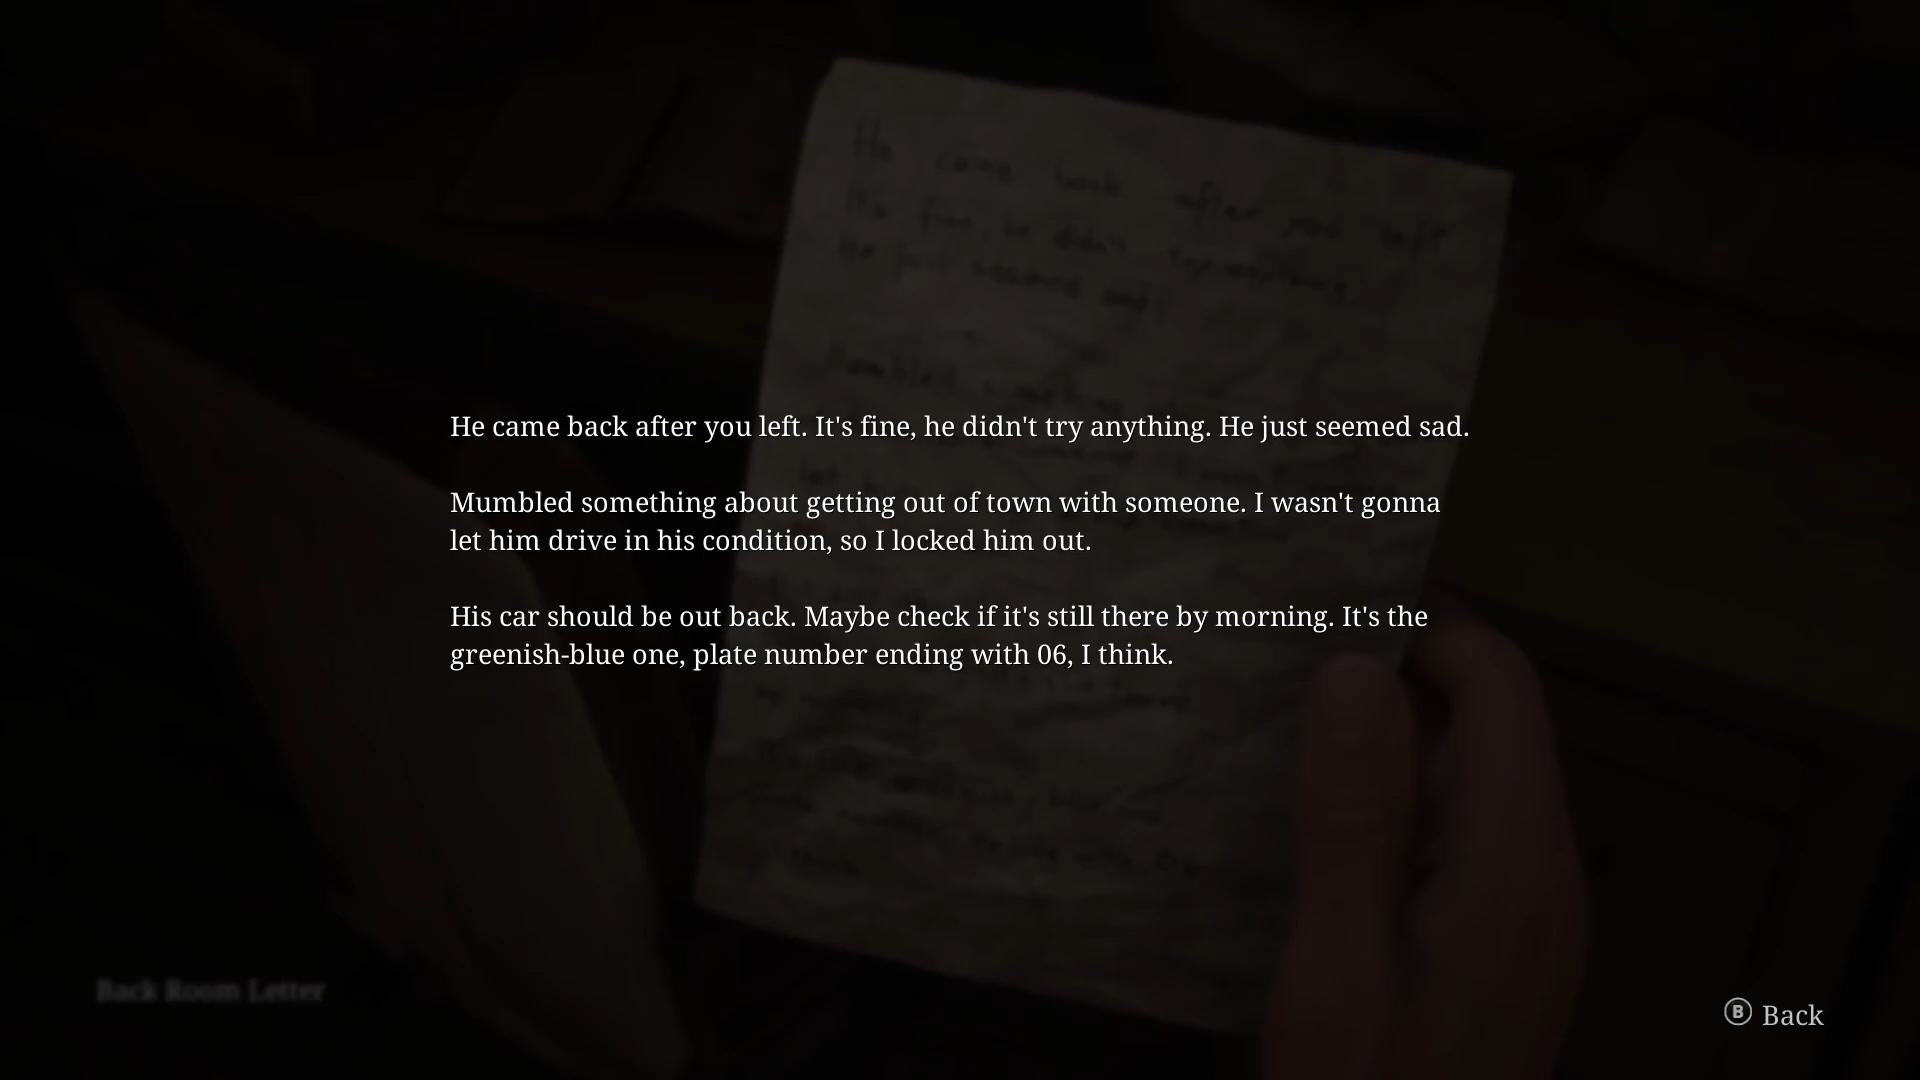 He came back after you left. It's fine, he didn't try anything. He just seemed sad.
Mumbled something about getting out of town with someone. I wasn't gonna
let him drive in his condition, so I locked him out.
His car should be out back. Maybe check if it's still there by morning. It's the
greenish-blue one, plate number ending with 06, I think.
Back Room Letter
B Back